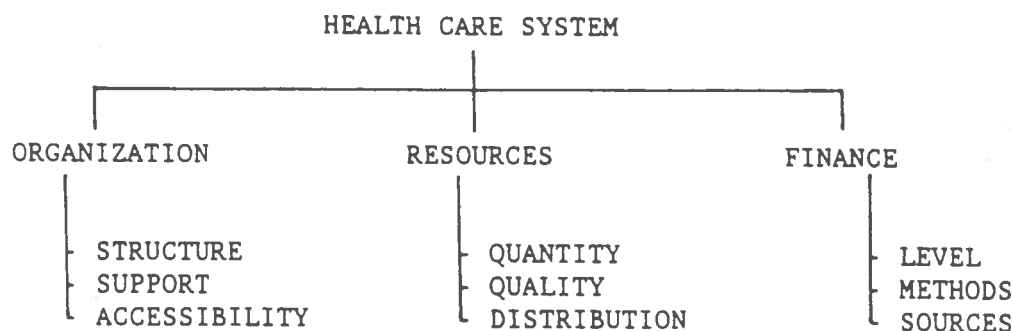 HEALTH CARE SYSTEM
ORGANIZATION
RESOURCES
FINANCE
STRUCTURE
SUPPORT
ACCESSIBILITY
QUANTITY
QUALITY
DISTRIBUTION
LEVEL
METHODS
SOURCES